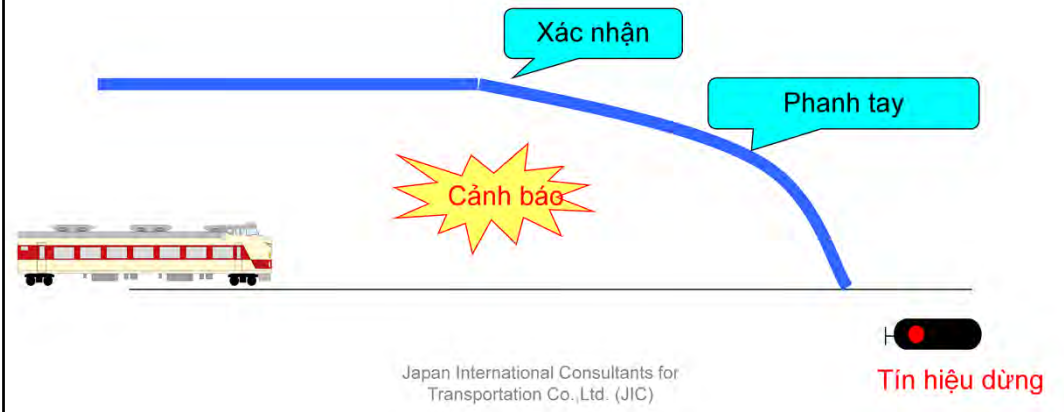 Xác nhận
Phanh tay
Cảnh báo
Japan International Consultants for
Transportation Co.,Ltd. (JIC)
Tín hiệu dừng